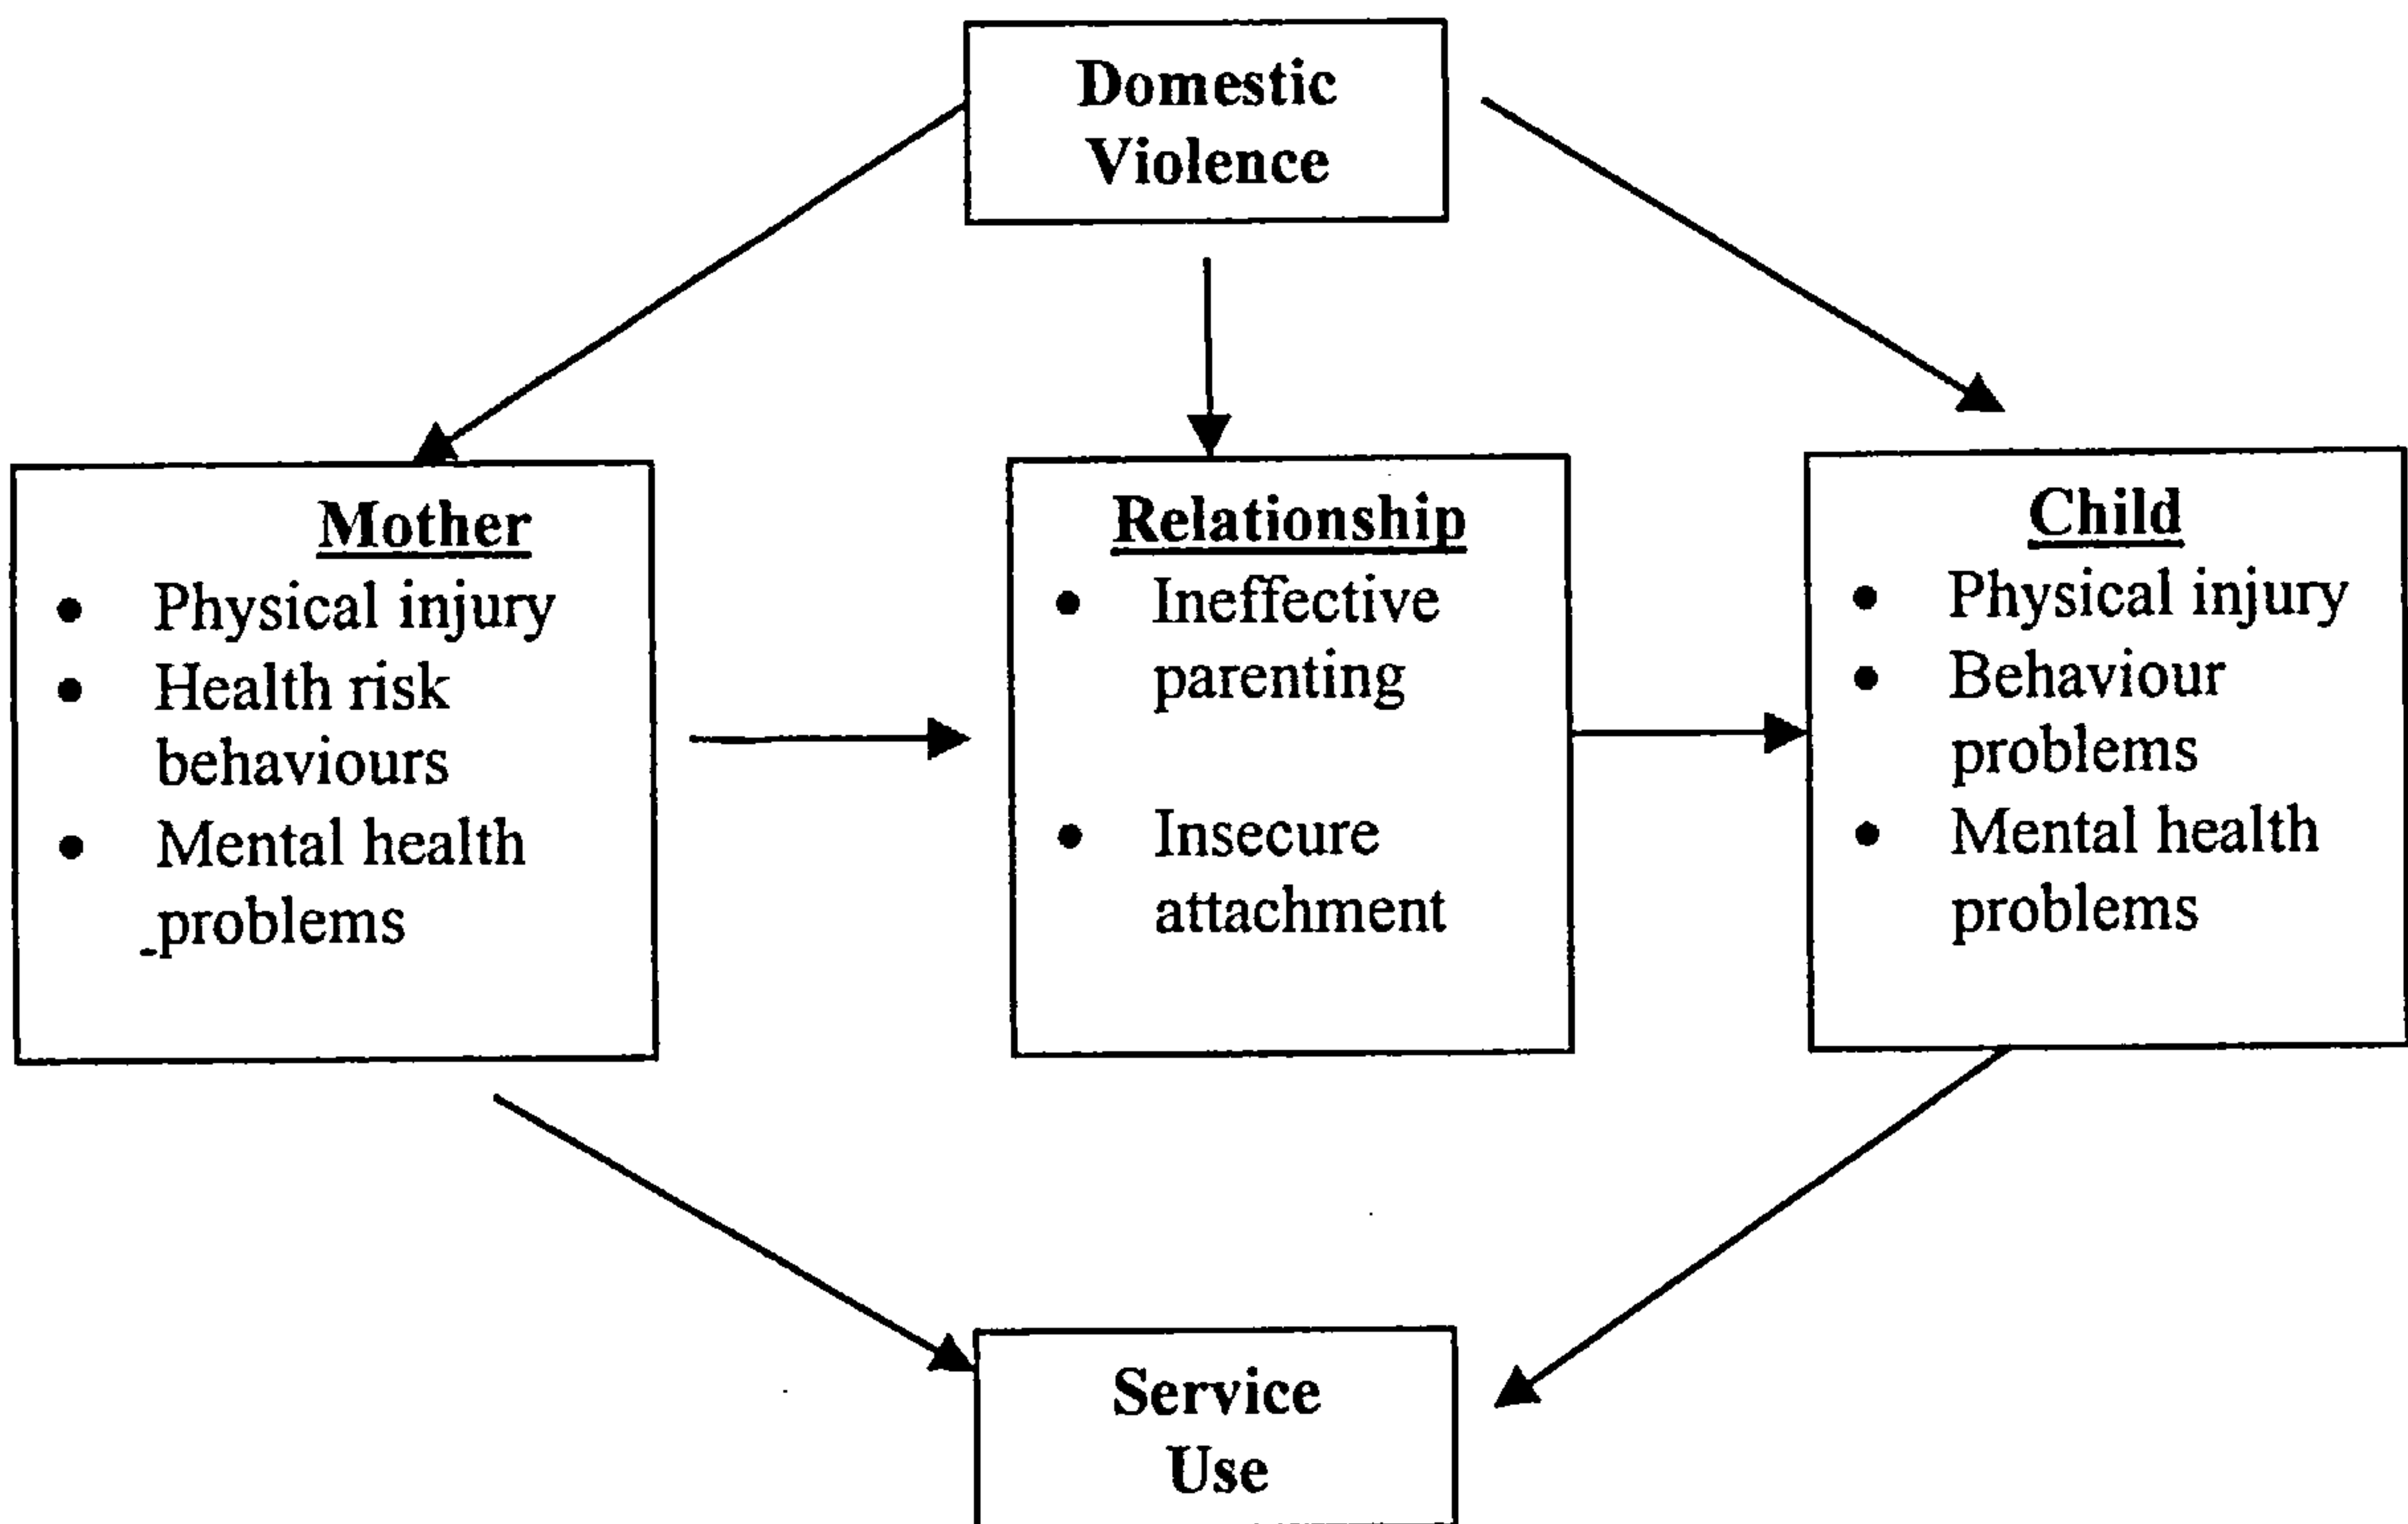 Domestic
Violence
Mother
• Physical injury
• Health risk
behaviours
• Mental health
problems
Relationship
• Ineffective
parenting
• Insecure
attachment
Child
• Physical injury
• Behaviour
problems
• Mental health
problems
Service
Use